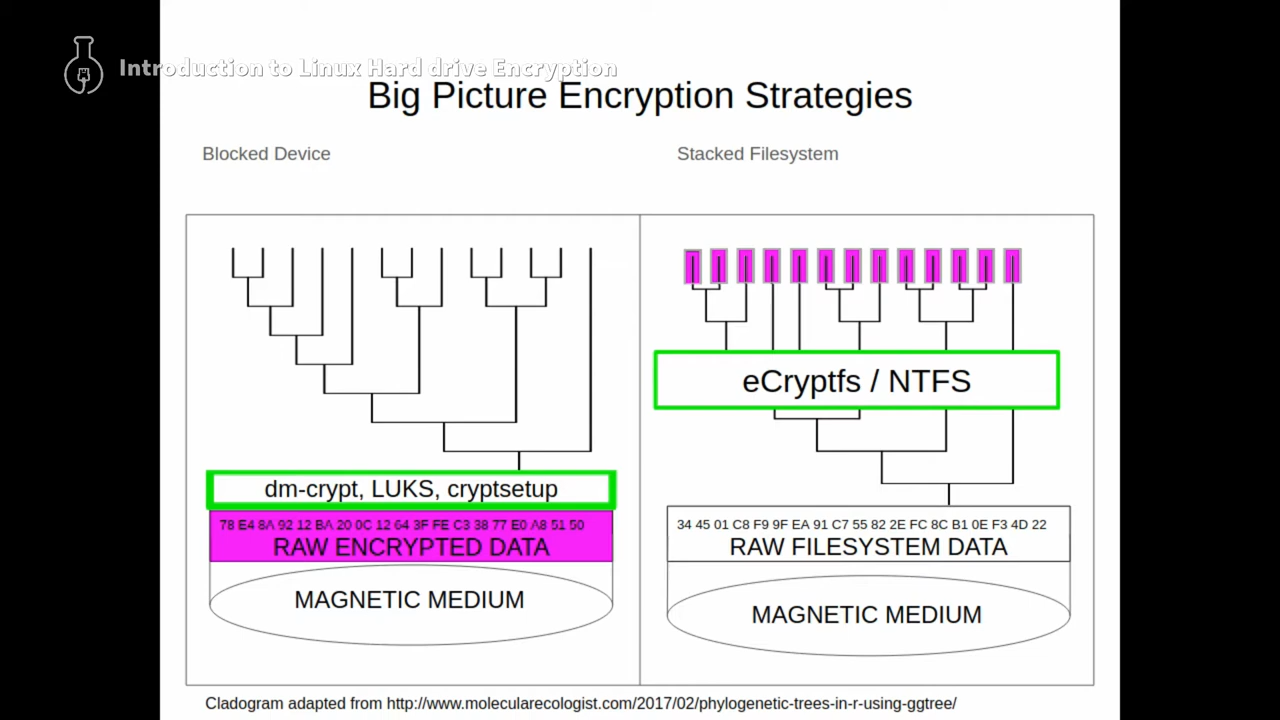 Introduction to Linux Hard drive Encryption
Big Picture Encryption Strategies
Blocked Device
Stacked Filesystem
dm-crypt, LUKS, cryptsetup
78 E4 8A 92 12 BA 20 0C 12 64 3F FE C3 38 77 E0 A8 51 50
RAW ENCRYPTED DATA
MAGNETIC MEDIUM
eCryptfs / NTFS
34 45 01 C8 F9 9F EA 91 C7 55 82 2E FC 8C B1 0E F3 4D 22
RAW FILESYSTEM DATA
MAGNETIC MEDIUM
Cladogram adapted from http://www.molecularecologist.com/2017/02/phylogenetic-trees-in-r-using-ggtree/